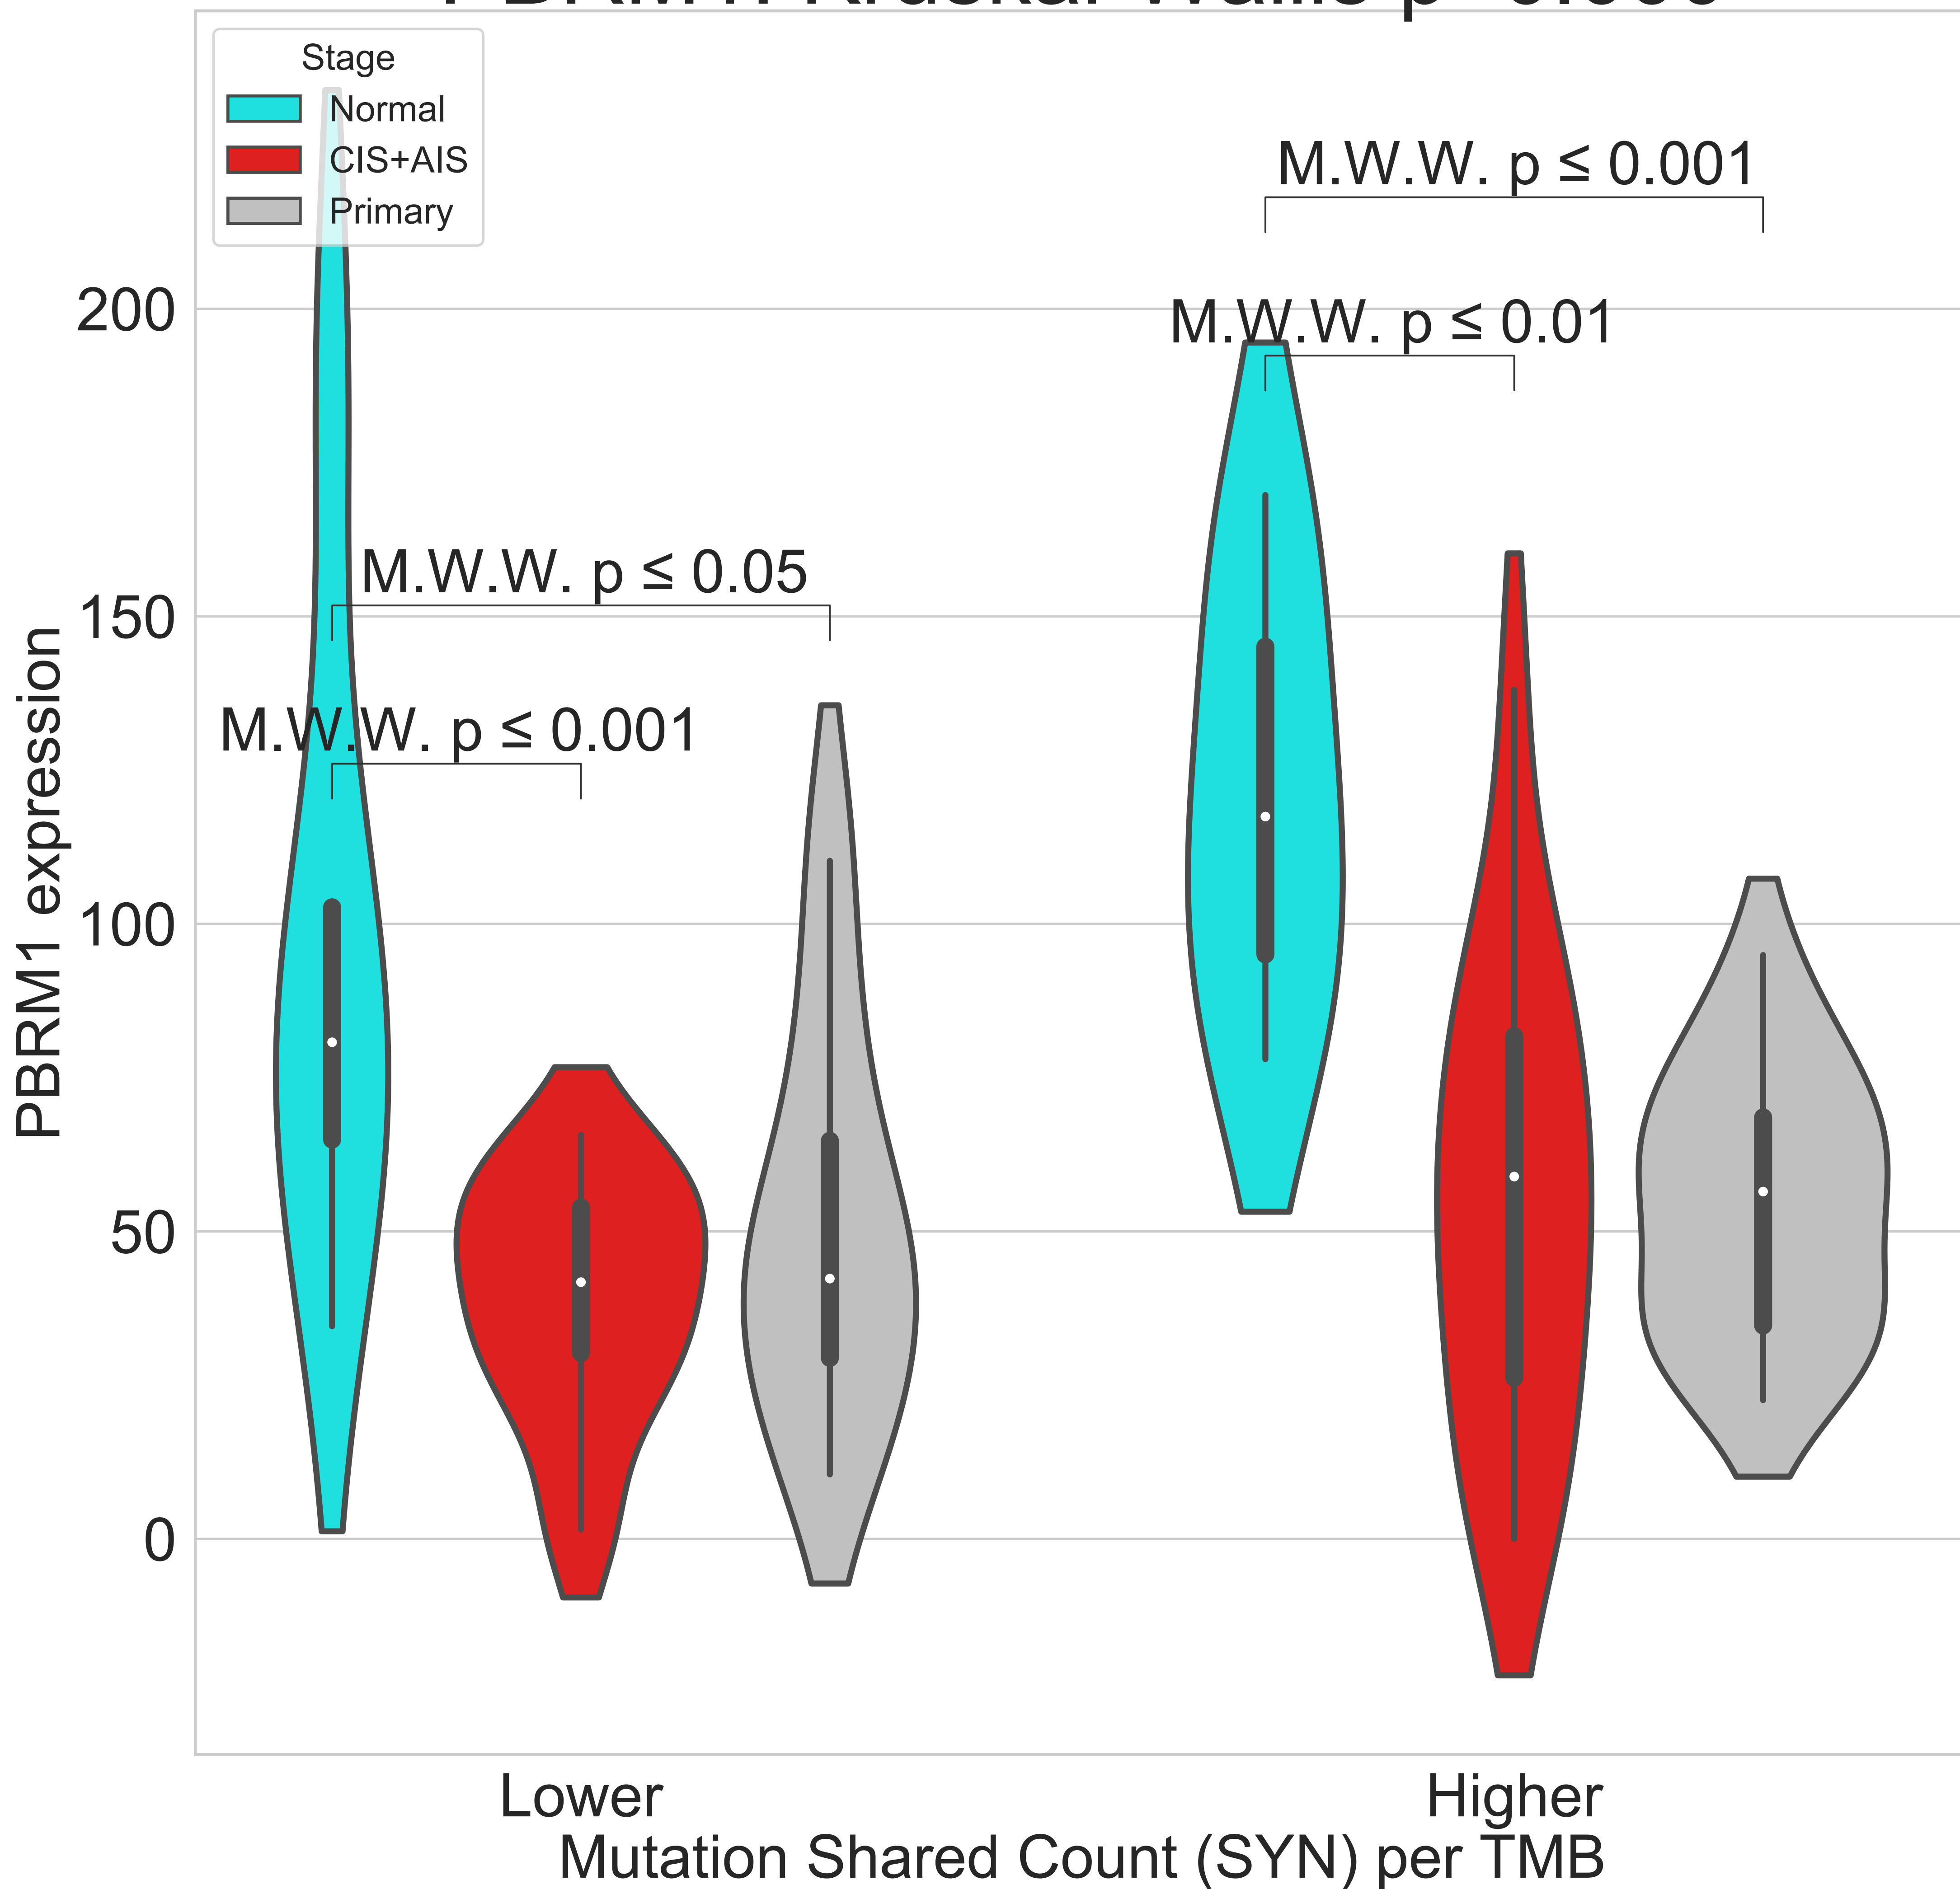 Stage
Normal
CIS+AIS
Primary
M.W.W. p ≤ 0.001
M.W.W. p ≤ 0.01
M.W.W. p ≤ 0.05
M.W.W. p ≤ 0.001
200
150
100
50
0
PBRM1 expression
Lower
Higher
Mutation Shared Count (SYN) per TMB